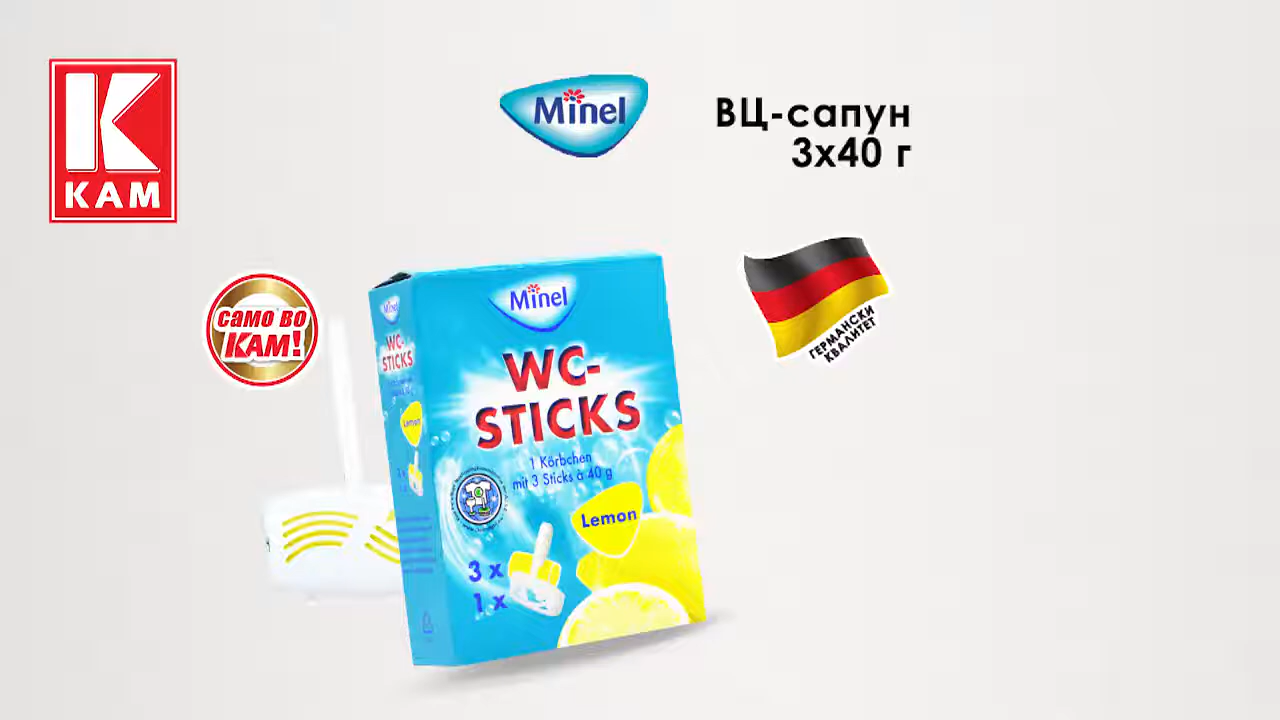 K
KAM
Minel
ВЦ-сапун
3x40 г
САМО ВО
КАМ!
ГЕРМАНСКИ
КВАЛИТЕТ
Minel
WC-
STICKS
Lemon
Minel
WC-
STICKS
1 Körbchen
mit 3 Sticks à 40 g
Lemon
3 x
1 x